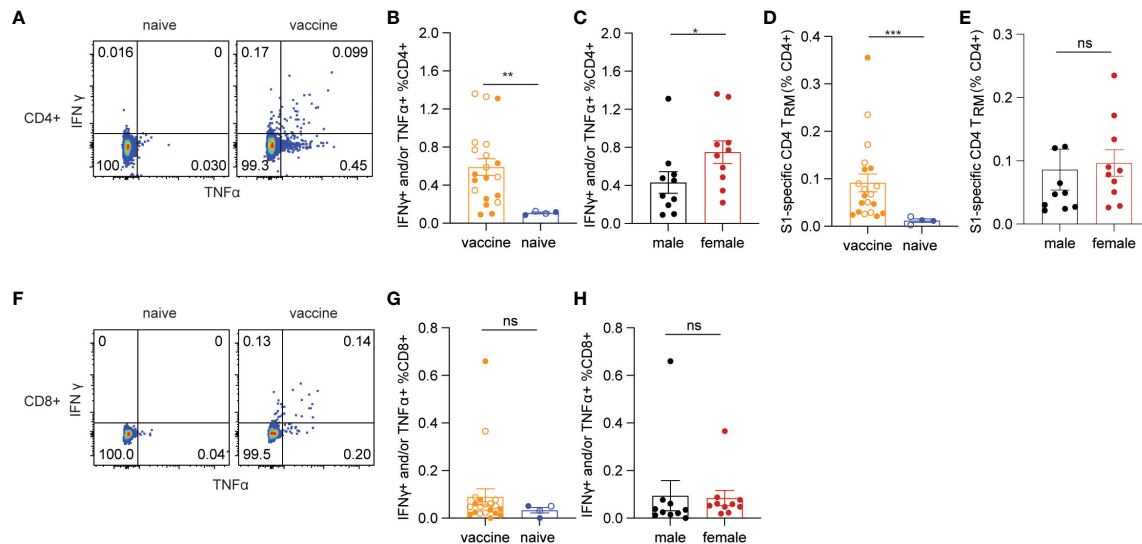 A
naive
vaccine
0.016
0
0.17
0.099
CD4+
IFN γ
100.
0.030
99.3
0.45
TNFα
B
IFNγ+ and/or TNFα+ %CD4+
2.0
1.6
1.2
0.8
0.4
0.0
**
vaccine
naive
C
IFNγ+ and/or TNFα+ %CD4+
2.0
1.6
1.2
0.8
0.4
0.0
*
male
female
D
S1-specific CD4 TRM(% CD4+)
0.4
0.3
0.2
0.1
0.0
***
vaccine
naive
E
S1-specific CD4 TRM(% CD4+)
0.3
0.2
0.1
0.0
ns
male
female
F
naive
vaccine
0
0
0.13
0.14
CD8+
IFN γ
100.0
0.04
99.5
0.20
TNFα
G
IFNγ+ and/or TNFα+ %CD8+
0.8
0.6
0.4
0.2
0.0
ns
vaccine
naive
H
IFNγ+ and/or TNFα+ %CD8+
0.8
0.6
0.4
0.2
0.0
ns
male
female